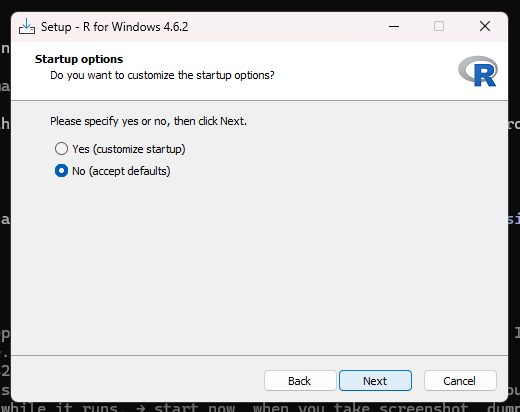 Setup - R for Windows 4.6.2
Startup options
Do you want to customize the startup options?
R
Please specify yes or no, then click Next.
Yes (customize startup)
No (accept defaults)
Back
Next
Cancel
while it runs. → start now, when you take screenshot, dump